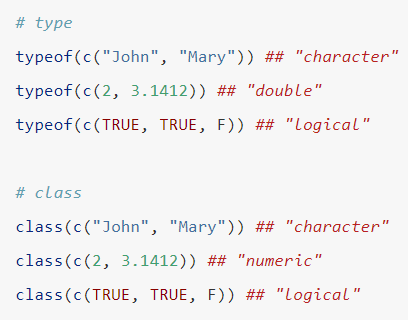 # type
typeof(c("John", "Mary")) ## "character"
typeof(c(2, 3.1412)) ## "double"
typeof(c(TRUE, TRUE, F)) ## "logical"
# class
class(c("John", "Mary")) ## "character"
class(c(2, 3.1412)) ## "numeric"
class(c(TRUE, TRUE, F)) ## "logical"